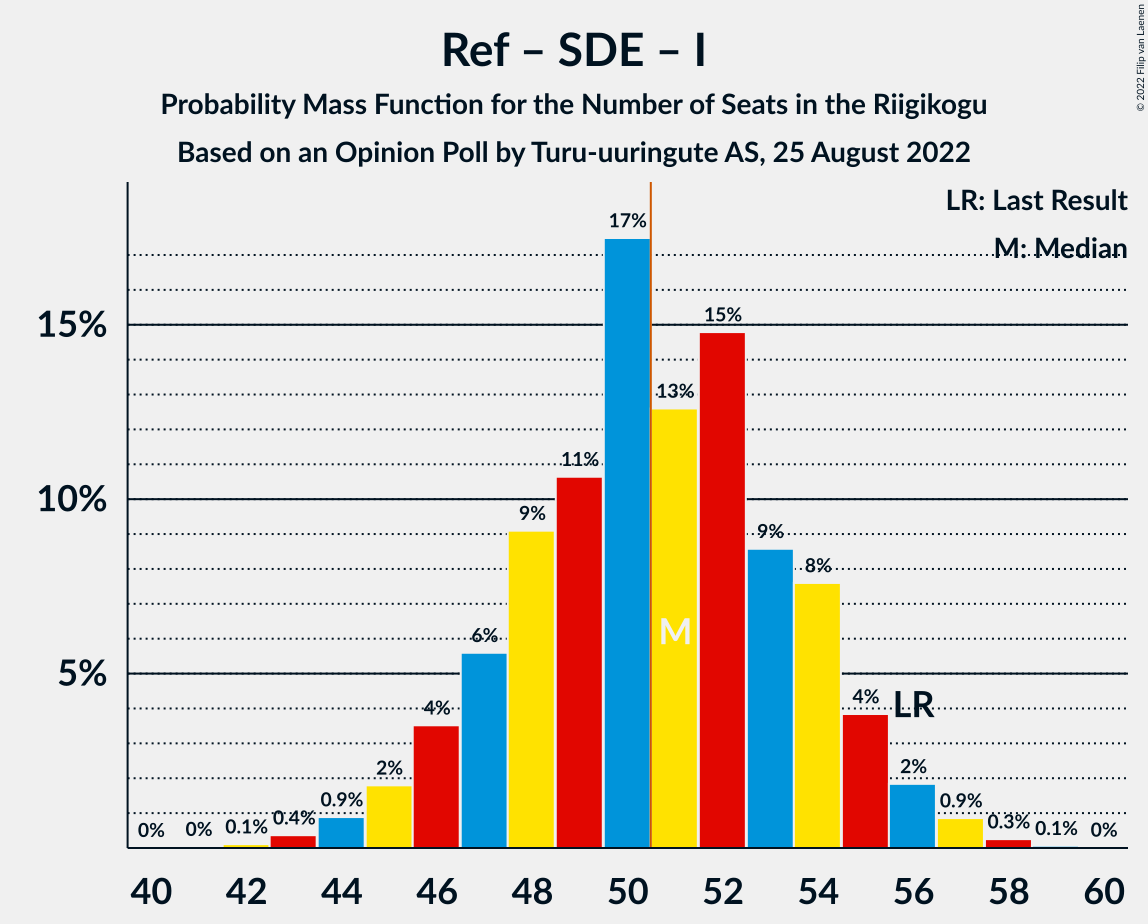 Ref – SDE – I
Probability Mass Function for the Number of Seats in the Riigikogu
Based on an Opinion Poll by Turu-uuringute AS, 25 August 2022
© 2022 Filip van Laenen
LR: Last Result
M: Median
15%
10%
5%
0%
0%
0.1%
0.4%
0.9%
2%
4%
6%
9%
11%
17%
13%
15%
9%
8%
4%
2%
0.9%
0.3%
0.1%
0%
M
LR
40 42 44 46 48 50 52 54 56 58 60